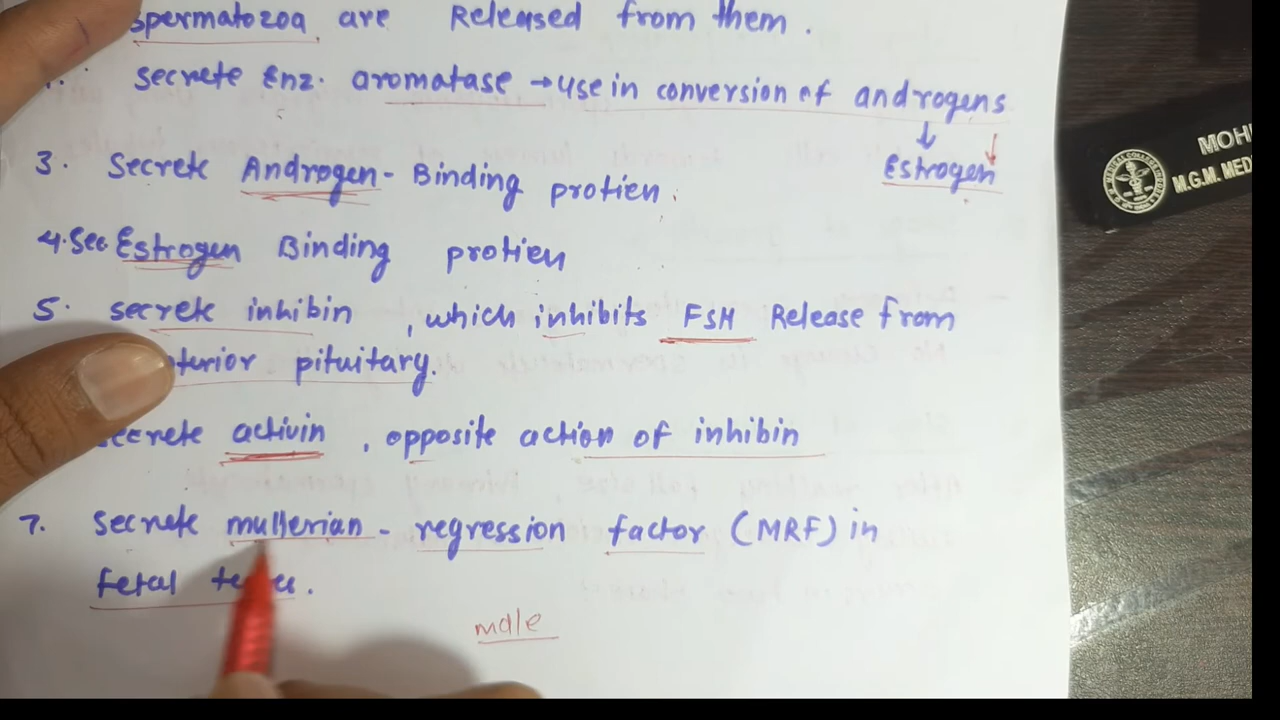 spermatozoa are Released from them.
secrete Enz. aromatase → use in conversion of androgens
↓
Estrogen
3. Secrete Androgen - Binding protien.
4. Sec Estrogen Binding protien
5. secrete inhibin, which inhibits FSH Release from
pituitary.
activin, opposite action of inhibin
7. Secrete mullerian - regression factor (MRF) in
fetal
male
M.G.M.